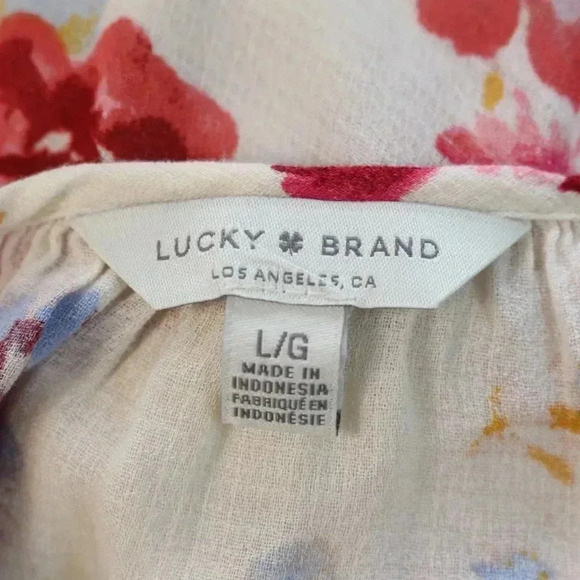 LUCKY BRAND
LOS ANGELES, CA
L/G
MADE IN
INDONESIA
FABRIQUÉ EN
INDONÉSIE